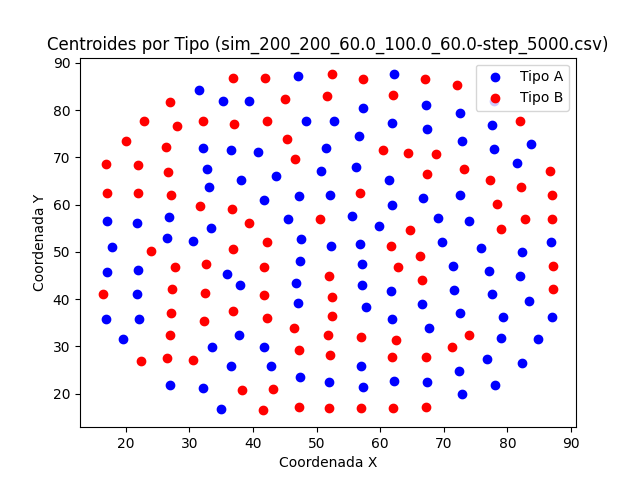 Centroides por Tipo (sim_200_200_60.0_100.0_60.0-step_5000.csv)
90
80
70
60
50
40
30
20
Coordenada Y
Tipo A
Tipo B
20 30 40 50 60 70 80 90
Coordenada X